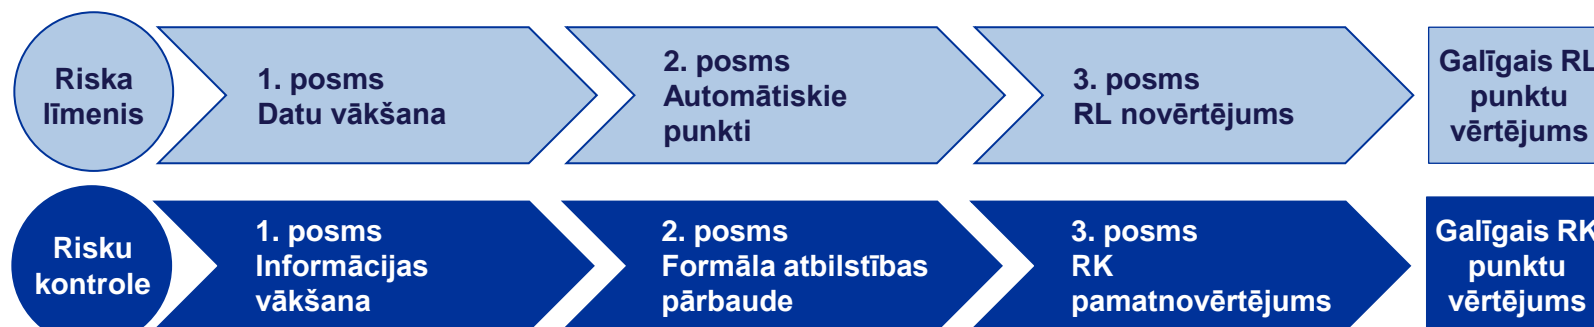 Riska
līmenis
1. posms
Datu vākšana
2. posms
Automātiskie
punkti
3. posms
RL novērtējums
Galīgais RL
punktu
vērtējums
Risku
kontrole
1. posms
Informācijas
vākšana
2. posms
Formāla atbilstības
pārbaude
3. posms
RK
pamatnovērtējums
Galīgais RK
punktu
vērtējums